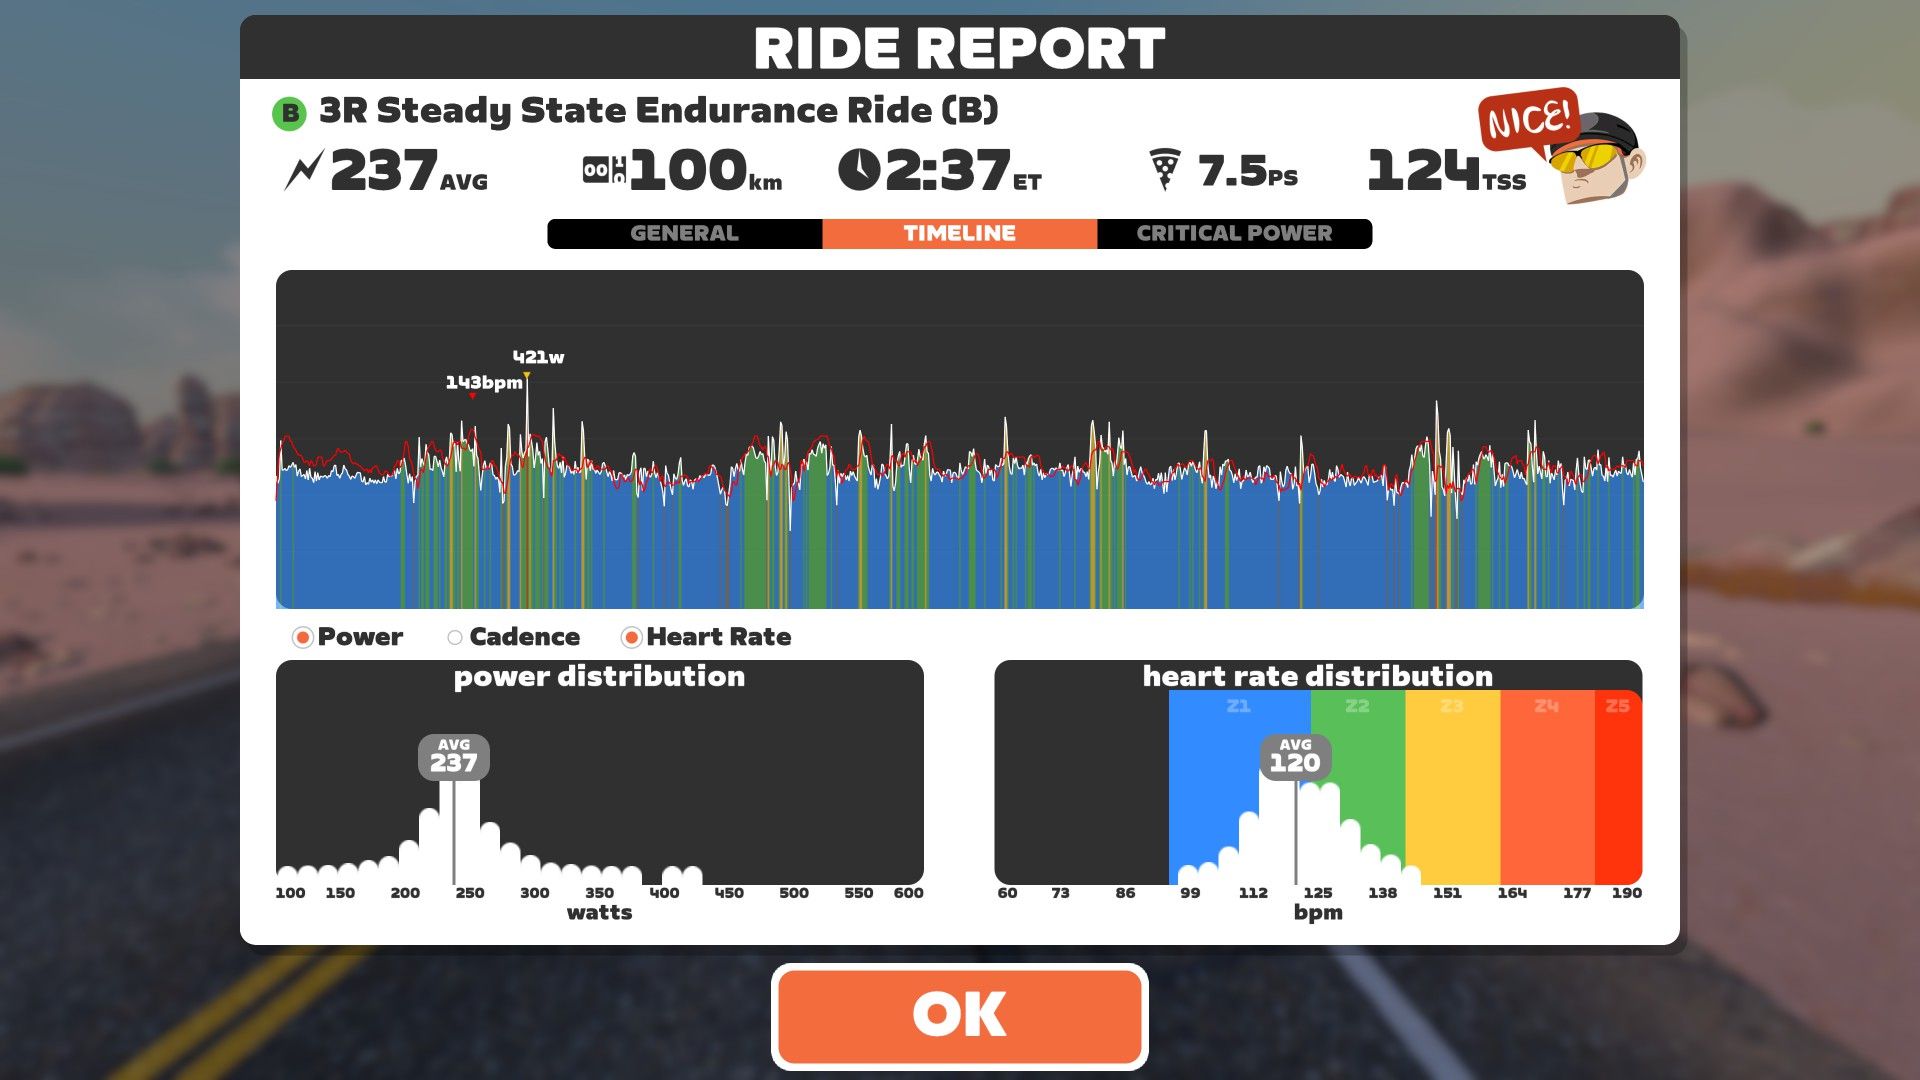 RIDE REPORT
B 3R Steady State Endurance Ride (B)
NICE!
237AVG 100km 2:37ET 7.5PS 124TSS
GENERAL TIMELINE CRITICAL POWER
421w
143bpm
Power Cadence Heart Rate
power distribution
AVG
237
100 150 200 250 300 350 400 450 500 550 600
watts
heart rate distribution
Z1 Z2 Z3 Z4 Z5
AVG
120
60 73 86 99 112 125 138 151 164 177 190
bpm
OK